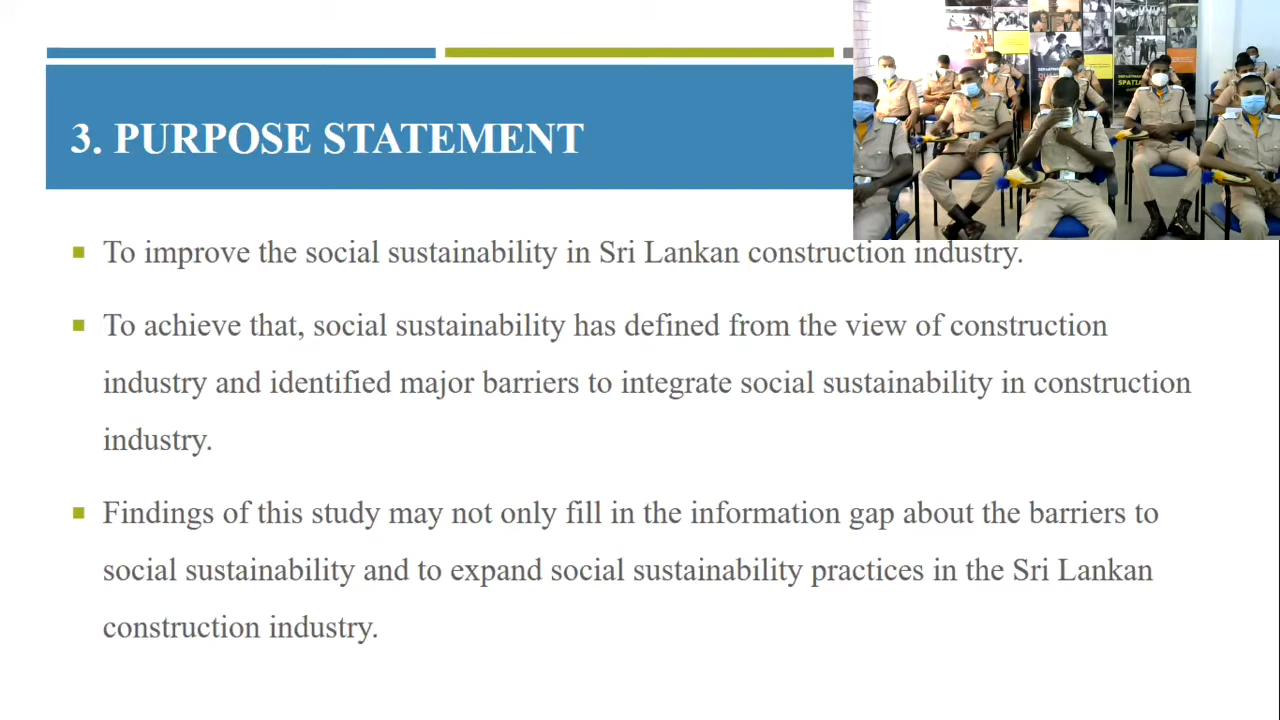 3. PURPOSE STATEMENT
To improve the social sustainability in Sri Lankan construction industry.
To achieve that, social sustainability has defined from the view of construction
industry and identified major barriers to integrate social sustainability in construction
industry.
Findings of this study may not only fill in the information gap about the barriers to
social sustainability and to expand social sustainability practices in the Sri Lankan
construction industry.